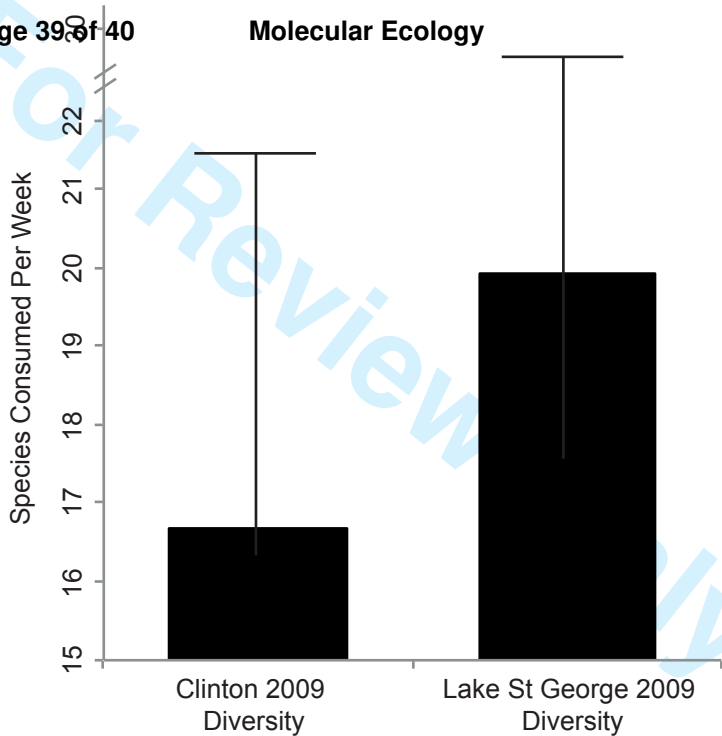 ge 39 of 40
Molecular Ecology
For Review Only
Species Consumed Per Week
30
22
21
20
19
18
17
16
15
Clinton 2009
Diversity
Lake St George 2009
Diversity